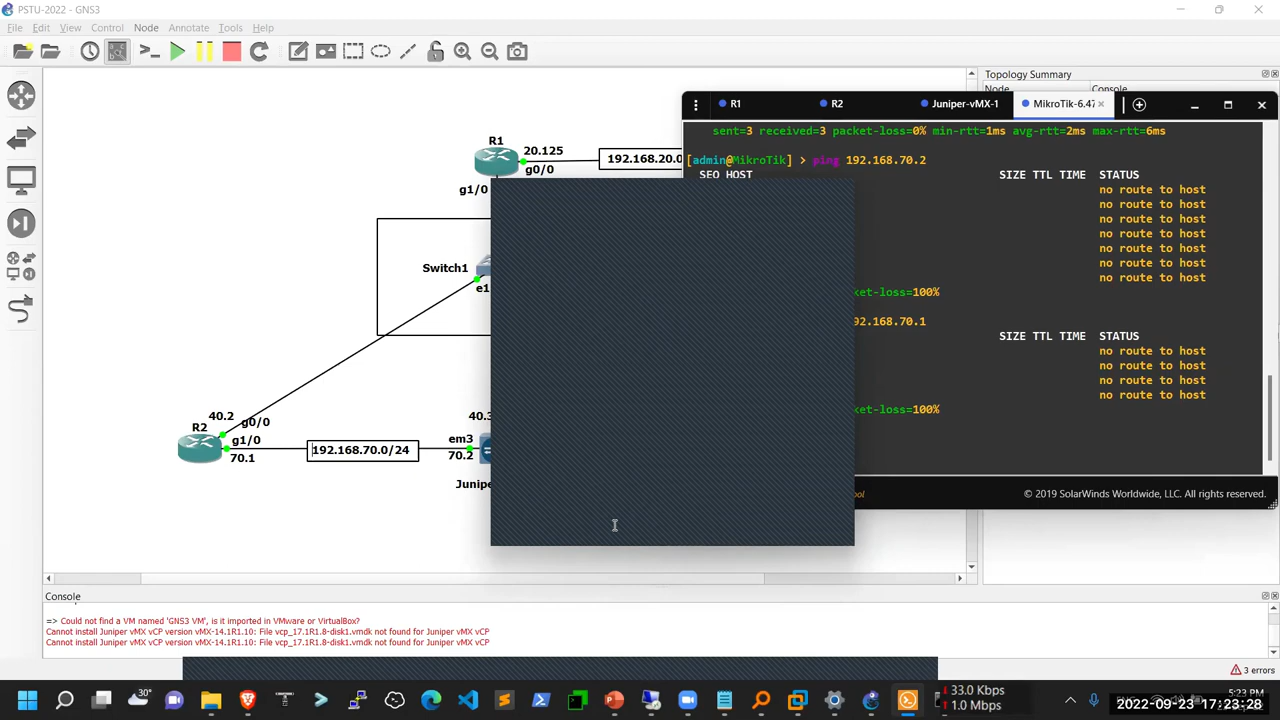 PSTU-2022 - GNS3
File Edit View Control Node Annotate Tools Help
Topology Summary
Node Console
R1 R2 Juniper-vMX-1 MikroTik-6.47
sent=3 received=3 packet-loss=0% min-rtt=1ms avg-rtt=2ms max-rtt=6ms
[admin@MikroTik] > ping 192.168.70.2
SEQ HOST SIZE TTL TIME STATUS
no route to host
no route to host
no route to host
no route to host
no route to host
no route to host
no route to host
ket-loss=100%
92.168.70.1
SIZE TTL TIME STATUS
no route to host
no route to host
no route to host
no route to host
ket-loss=100%
ool
© 2019 SolarWinds Worldwide, LLC. All rights reserved.
R1
20.125
g0/0
192.168.20.0
g1/0
Switch1
e1
40.2
g0/0
R2
g1/0
70.1
192.168.70.0/24
40.3
em3
70.2
Junipe
Console
=> Could not find a VM named 'GNS3 VM', is it imported in VMware or VirtualBox?
Cannot install Juniper vMX vCP version vMX-14.1R1.10: File vcp_17.1R1.8-disk1.vmdk not found for Juniper vMX vCP
Cannot install Juniper vMX vCP version vMX-14.1R1.10: File vcp_17.1R1.8-disk1.vmdk not found for Juniper vMX vCP
3 errors
30°
33.0 Kbps
1.0 Mbps
5:23 PM
2022-09-23 17:23:28